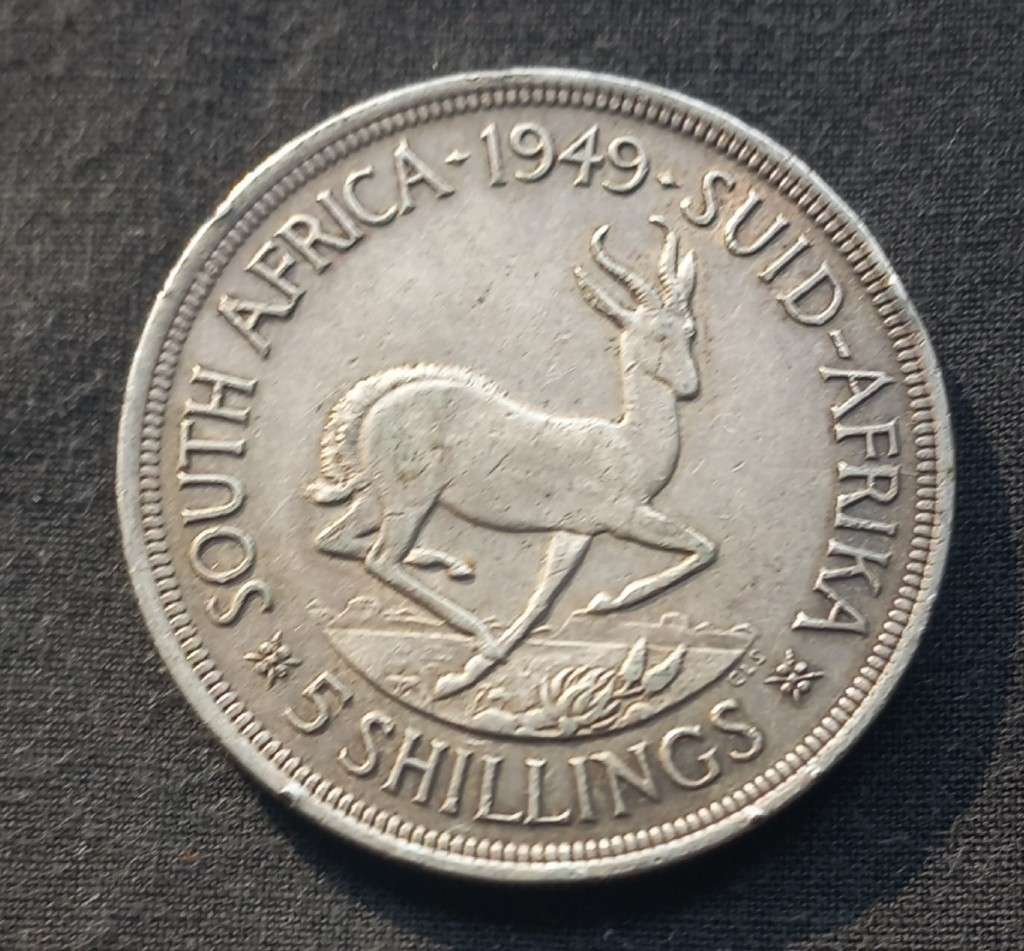 SOUTH AFRICA · 1949 · SUID-AFRIKA
5 SHILLINGS